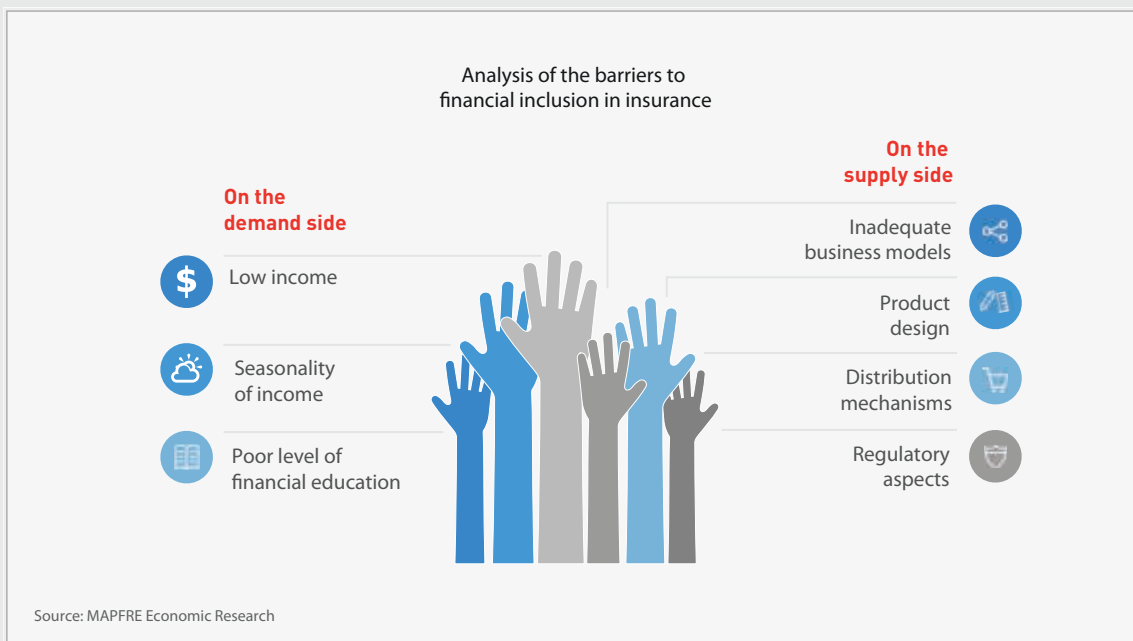 Analysis of the barriers to
financial inclusion in insurance
On the
demand side
$
Low income
Seasonality
of income
Poor level of
financial education
On the
supply side
Inadequate
business models
Product
design
Distribution
mechanisms
Regulatory
aspects
Source: MAPFRE Economic Research